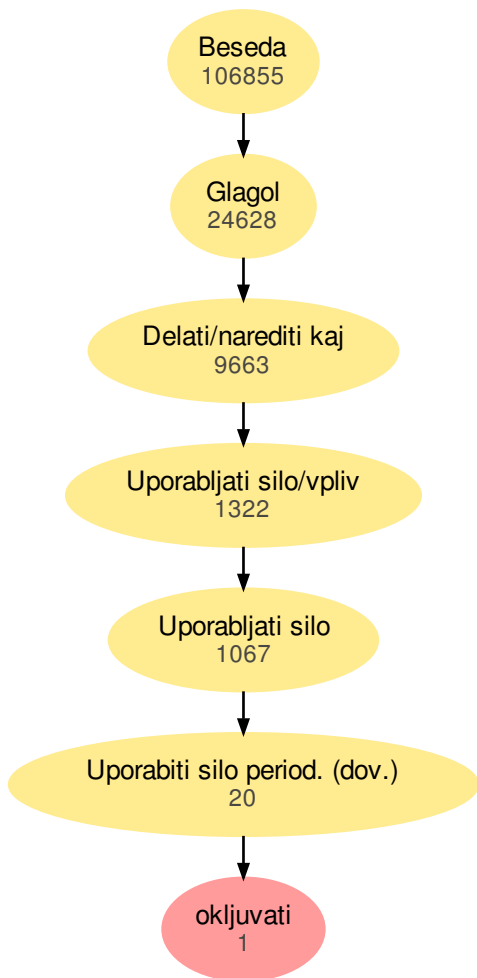 Beseda
106855
Glagol
24628
Delati/narediti kaj
9663
Uporabljati silo/vpliv
1322
Uporabljati silo
1067
Uporabiti silo period. (dov.)
20
okljuvati
1